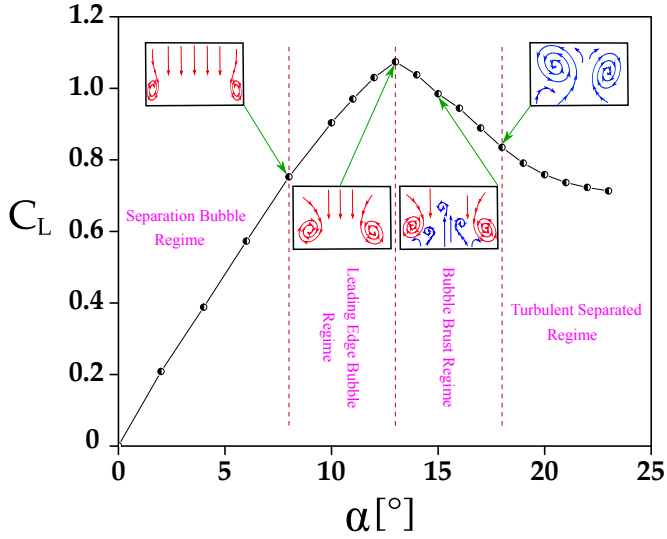 1.2
1.0
0.8
0.6
0.4
0.2
0
C_L
0
5
10
15
20
25
α[°]
Separation Bubble
Regime
Leading Edge Bubble
Regime
Bubble Brust Regime
Turbulent Separated
Regime